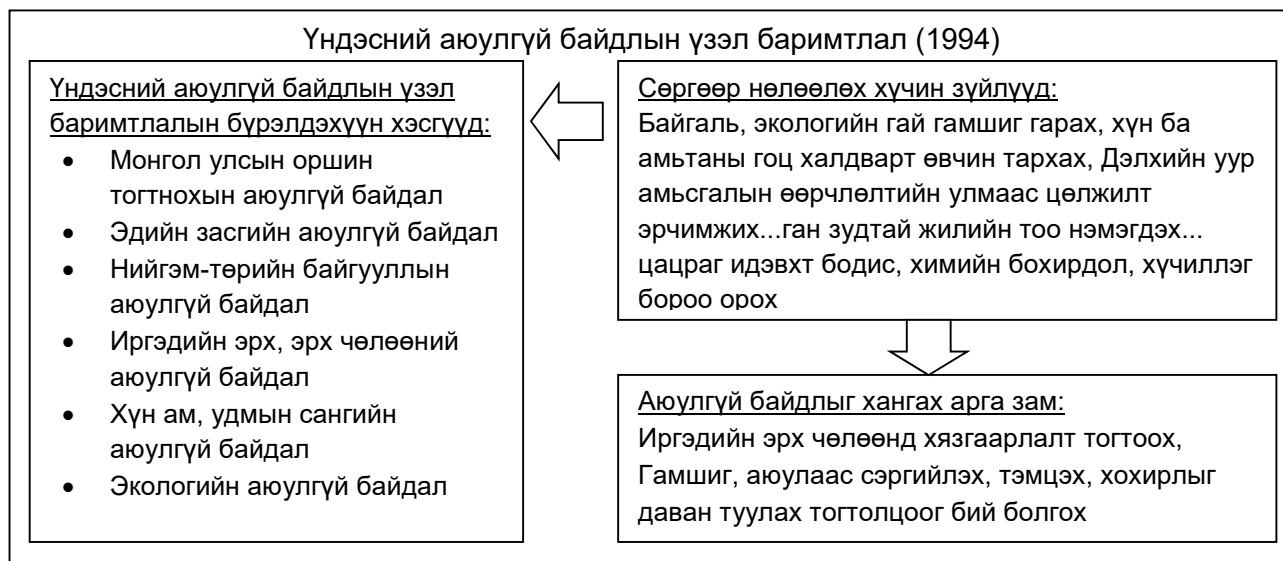 Үндэсний аюулгүй байдлын үзэл баримтлал (1994)
Үндэсний аюулгүй байдлын үзэл
баримтлалын бүрэлдэхүүн хэсгүүд:
• Монгол улсын оршин
тогтнохын аюулгүй байдал
• Эдийн засгийн аюулгүй байдал
• Нийгэм-төрийн байгууллын
аюулгүй байдал
• Иргэдийн эрх, эрх чөлөөний
аюулгүй байдал
• Хүн ам, удмын сангийн
аюулгүй байдал
• Экологийн аюулгүй байдал
Сөргөөр нөлөөлөх хүчин зүйлүүд:
Байгаль, экологийн гай гамшиг гарах, хүн ба
амьтаны гоц халдварт өвчин тархах, Дэлхийн уур
амьсгалын өөрчлөлтийн улмаас цөлжилт
эрчимжих...ган зудтай жилийн тоо нэмэгдэх...
цацраг идэвхт бодис, химийн бохирдол, хүчиллэг
бороо орох
Аюулгүй байдлыг хангах арга зам:
Иргэдийн эрх чөлөөнд хязгаарлалт тогтоох,
Гамшиг, аюулаас сэргийлэх, тэмцэх, хохирлыг
даван туулах тогтолцоог бий болгох